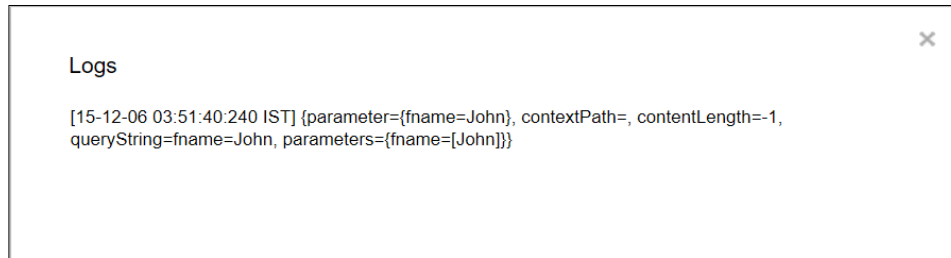 Logs
[15-12-06 03:51:40:240 IST] {parameter={fname=John}, contextPath=, contentLength=-1,
queryString=fname=John, parameters={fname=[John]}}